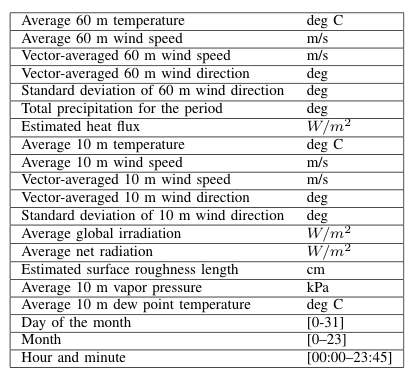 Average 60 m temperature deg C
Average 60 m wind speed m/s
Vector-averaged 60 m wind speed m/s
Vector-averaged 60 m wind direction deg
Standard deviation of 60 m wind direction deg
Total precipitation for the period deg
Estimated heat flux W/m²
Average 10 m temperature deg C
Average 10 m wind speed m/s
Vector-averaged 10 m wind speed m/s
Vector-averaged 10 m wind direction deg
Standard deviation of 10 m wind direction deg
Average global irradiation W/m²
Average net radiation W/m²
Estimated surface roughness length cm
Average 10 m vapor pressure kPa
Average 10 m dew point temperature deg C
Day of the month [0-31]
Month [0–23]
Hour and minute [00:00–23:45]